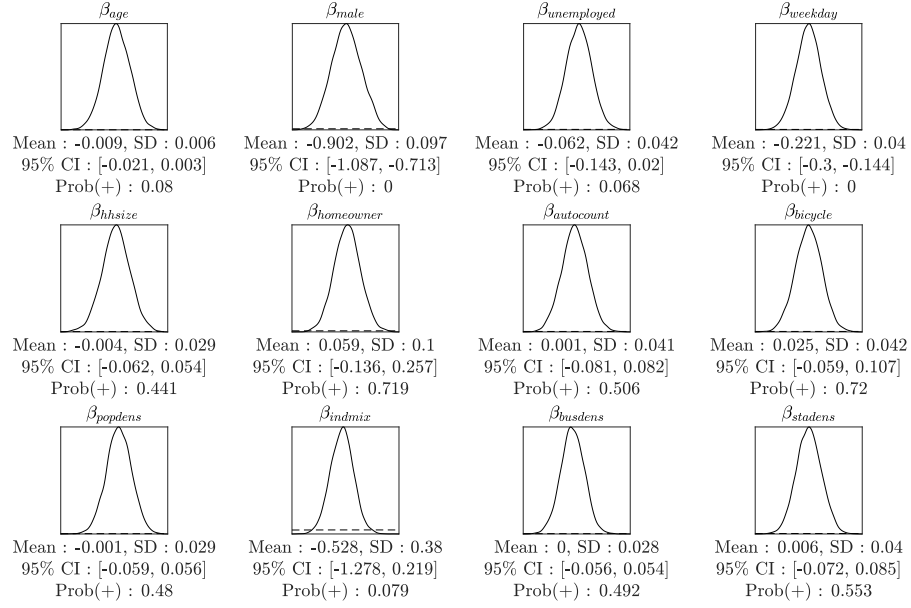 β_age β_male β_unemployed β_weekday
Mean : -0.009, SD : 0.006 Mean : -0.902, SD : 0.097 Mean : -0.062, SD : 0.042 Mean : -0.221, SD : 0.04
95% CI : [-0.021, 0.003] 95% CI : [-1.087, -0.713] 95% CI : [-0.143, 0.02] 95% CI : [-0.3, -0.144]
Prob(+) : 0.08 Prob(+) : 0 Prob(+) : 0.068 Prob(+) : 0
β_hhsize β_homeowner β_autocount β_bicycle
Mean : -0.004, SD : 0.029 Mean : 0.059, SD : 0.1 Mean : 0.001, SD : 0.041 Mean : 0.025, SD : 0.042
95% CI : [-0.062, 0.054] 95% CI : [-0.136, 0.257] 95% CI : [-0.081, 0.082] 95% CI : [-0.059, 0.107]
Prob(+) : 0.441 Prob(+) : 0.719 Prob(+) : 0.506 Prob(+) : 0.72
β_popdens β_indmix β_busdens β_stadens
Mean : -0.001, SD : 0.029 Mean : -0.528, SD : 0.38 Mean : 0, SD : 0.028 Mean : 0.006, SD : 0.04
95% CI : [-0.059, 0.056] 95% CI : [-1.278, 0.219] 95% CI : [-0.056, 0.054] 95% CI : [-0.072, 0.085]
Prob(+) : 0.48 Prob(+) : 0.079 Prob(+) : 0.492 Prob(+) : 0.553